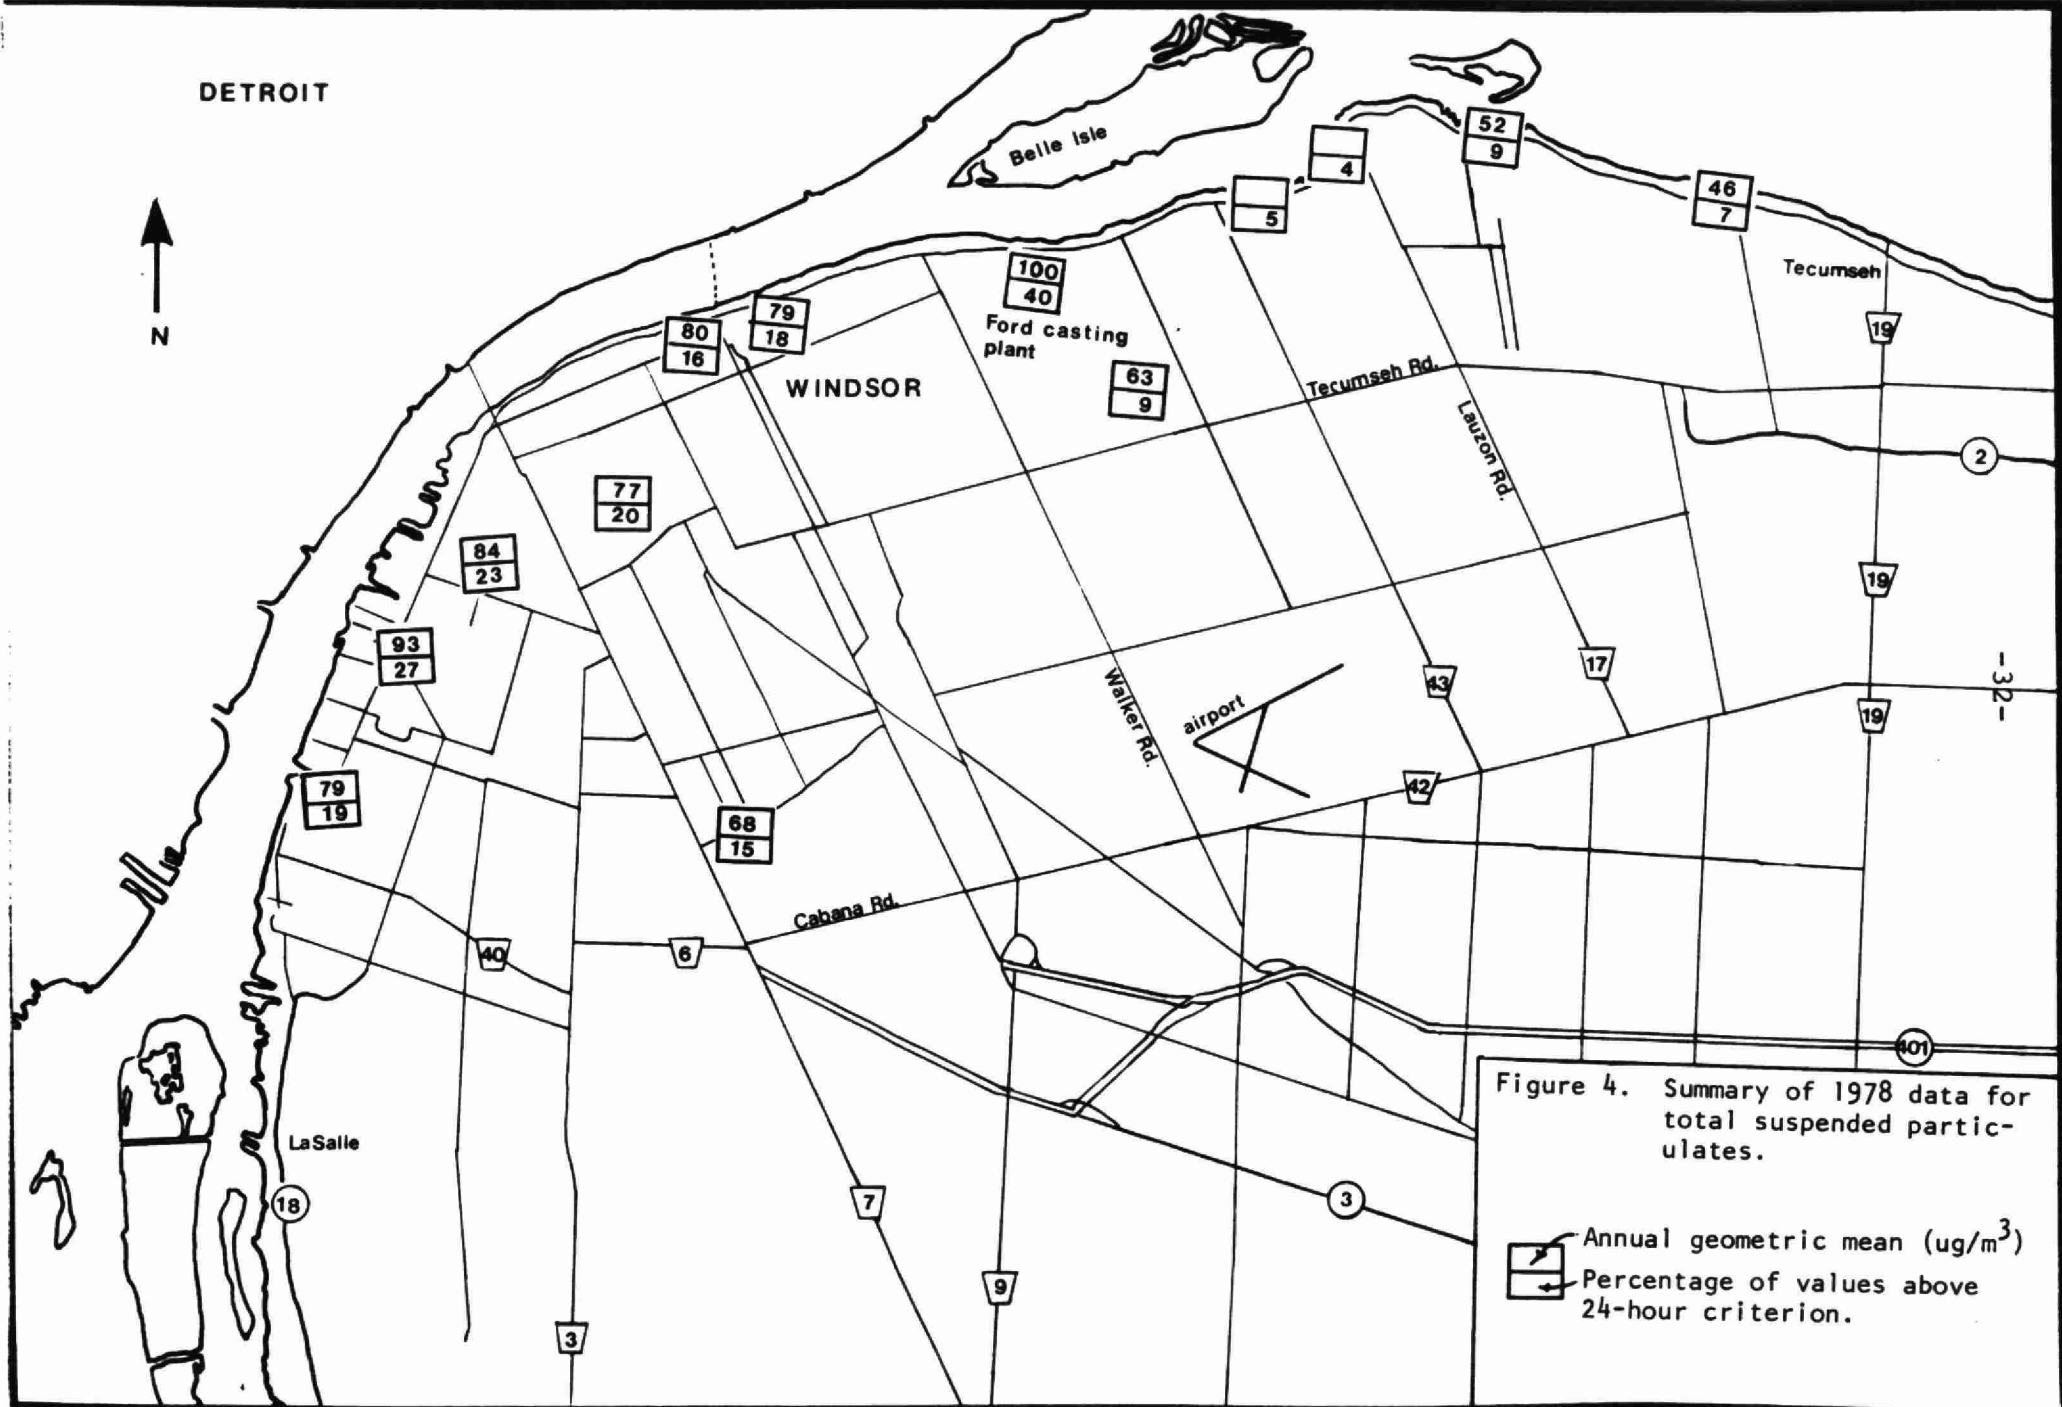 DETROIT
N
Belle Isle
4
5
52
9
46
7
Tecumseh
19
100
40
Ford casting
plant
79
18
80
16
WINDSOR
63
9
Tecumseh Rd.
Lauzon Rd.
2
77
20
84
23
19
93
27
17
43
-32-
19
Walker Rd.
airport
42
79
19
68
15
Cabana Rd.
40
6
401
LaSalle
18
7
3
9
3
Figure 4. Summary of 1978 data for
total suspended partic-
ulates.
Annual geometric mean (ug/m³)
Percentage of values above
24-hour criterion.